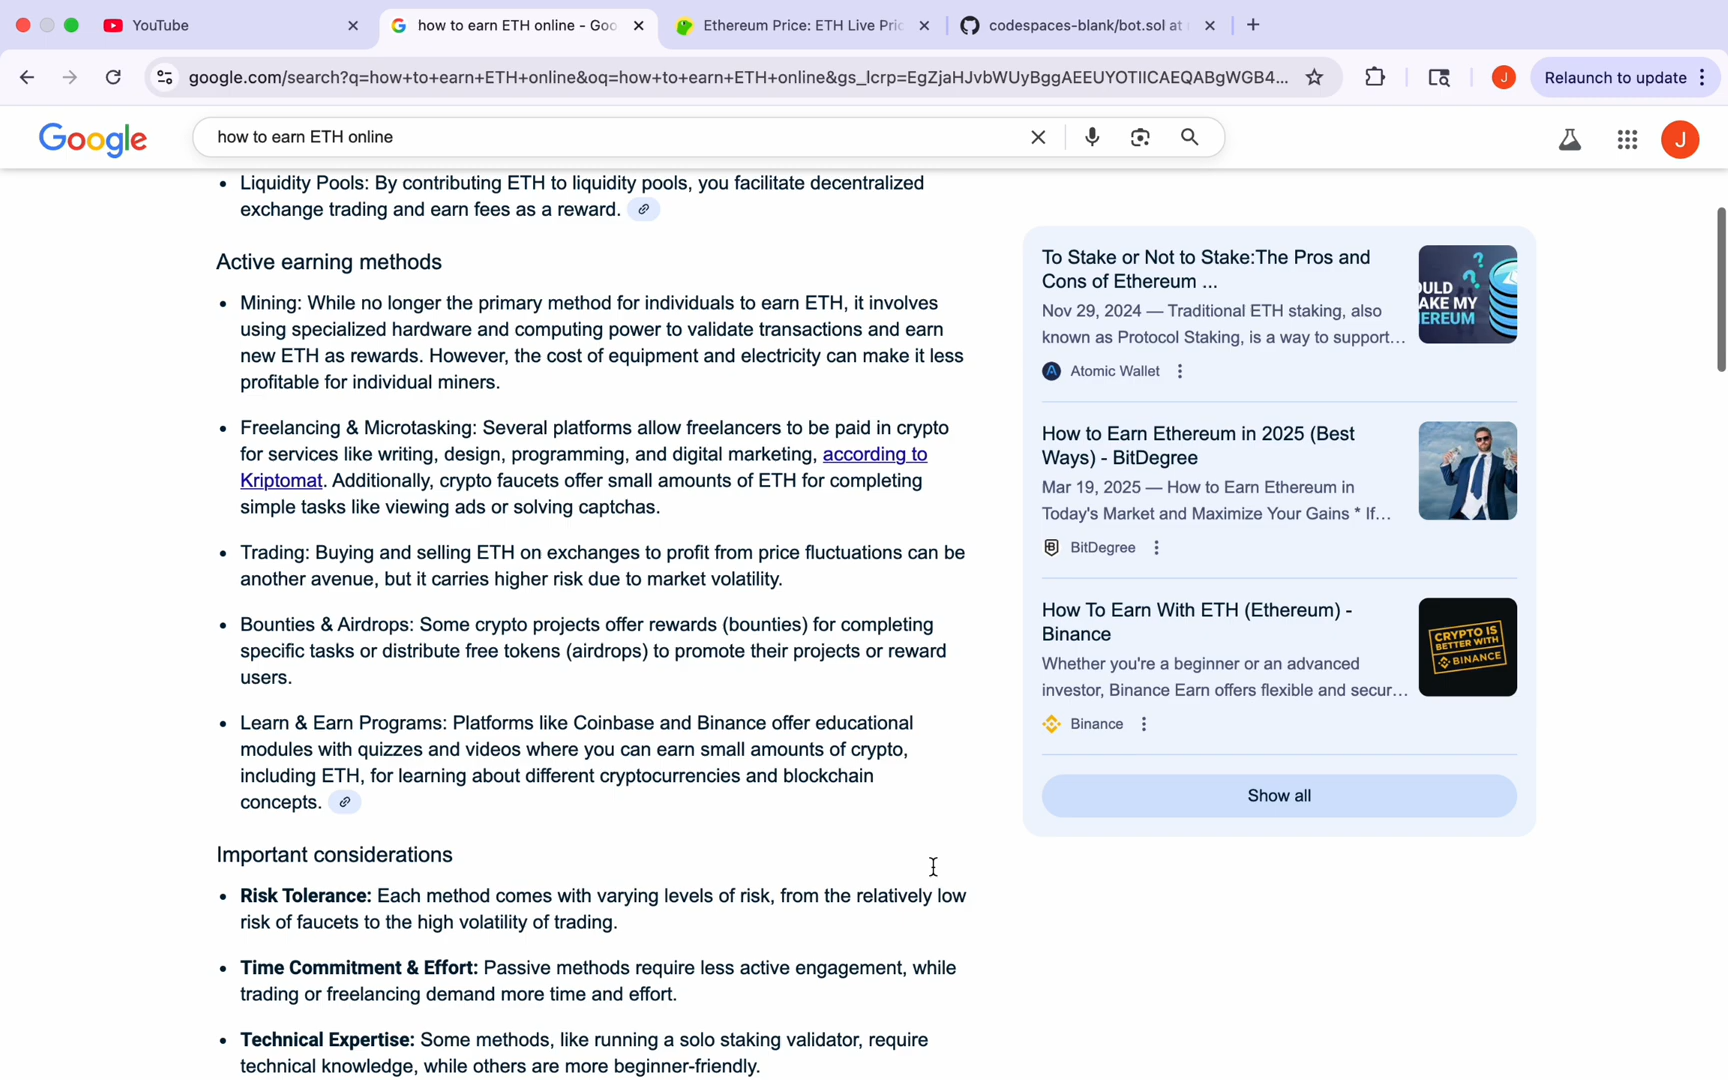 YouTube
how to earn ETH online - Goo
Ethereum Price: ETH Live Pric
codespaces-blank/bot.sol at
google.com/search?q=how+to+earn+ETH+online&oq=how+to+earn+ETH+online&gs_lcrp=EgZjaHJvbWUyBggAEEUYOTIICAEQABgWGB4...
J
Relaunch to update
Google
how to earn ETH online
J
• Liquidity Pools: By contributing ETH to liquidity pools, you facilitate decentralized
exchange trading and earn fees as a reward.
Active earning methods
• Mining: While no longer the primary method for individuals to earn ETH, it involves
using specialized hardware and computing power to validate transactions and earn
new ETH as rewards. However, the cost of equipment and electricity can make it less
profitable for individual miners.
• Freelancing & Microtasking: Several platforms allow freelancers to be paid in crypto
for services like writing, design, programming, and digital marketing, according to
Kriptomat. Additionally, crypto faucets offer small amounts of ETH for completing
simple tasks like viewing ads or solving captchas.
• Trading: Buying and selling ETH on exchanges to profit from price fluctuations can be
another avenue, but it carries higher risk due to market volatility.
• Bounties & Airdrops: Some crypto projects offer rewards (bounties) for completing
specific tasks or distribute free tokens (airdrops) to promote their projects or reward
users.
• Learn & Earn Programs: Platforms like Coinbase and Binance offer educational
modules with quizzes and videos where you can earn small amounts of crypto,
including ETH, for learning about different cryptocurrencies and blockchain
concepts.
Important considerations
• Risk Tolerance: Each method comes with varying levels of risk, from the relatively low
risk of faucets to the high volatility of trading.
• Time Commitment & Effort: Passive methods require less active engagement, while
trading or freelancing demand more time and effort.
• Technical Expertise: Some methods, like running a solo staking validator, require
technical knowledge, while others are more beginner-friendly.
To Stake or Not to Stake:The Pros and
Cons of Ethereum ...
Nov 29, 2024 — Traditional ETH staking, also
known as Protocol Staking, is a way to support...
Atomic Wallet
OULD
AKE MY
EREUM
How to Earn Ethereum in 2025 (Best
Ways) - BitDegree
Mar 19, 2025 — How to Earn Ethereum in
Today's Market and Maximize Your Gains * If...
BitDegree
How To Earn With ETH (Ethereum) -
Binance
Whether you're a beginner or an advanced
investor, Binance Earn offers flexible and secur...
Binance
CRYPTO IS
BETTER WITH
BINANCE
Show all